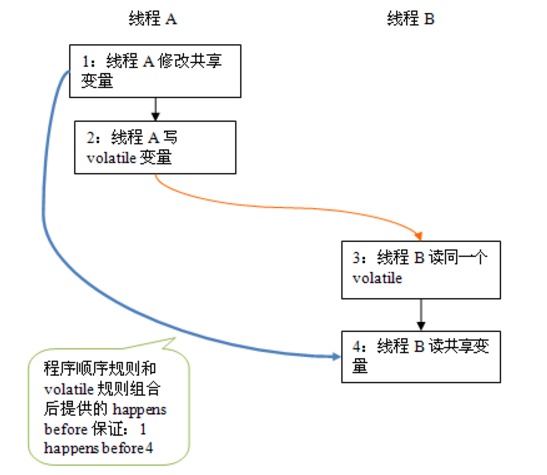 线程 A
线程 B
1：线程 A 修改共享
变量
2：线程 A 写
volatile 变量
3：线程 B 读同一个
volatile
4：线程 B 读共享变
量
程序顺序规则和
volatile 规则组合
后提供的 happens
before 保证：1
happens before 4